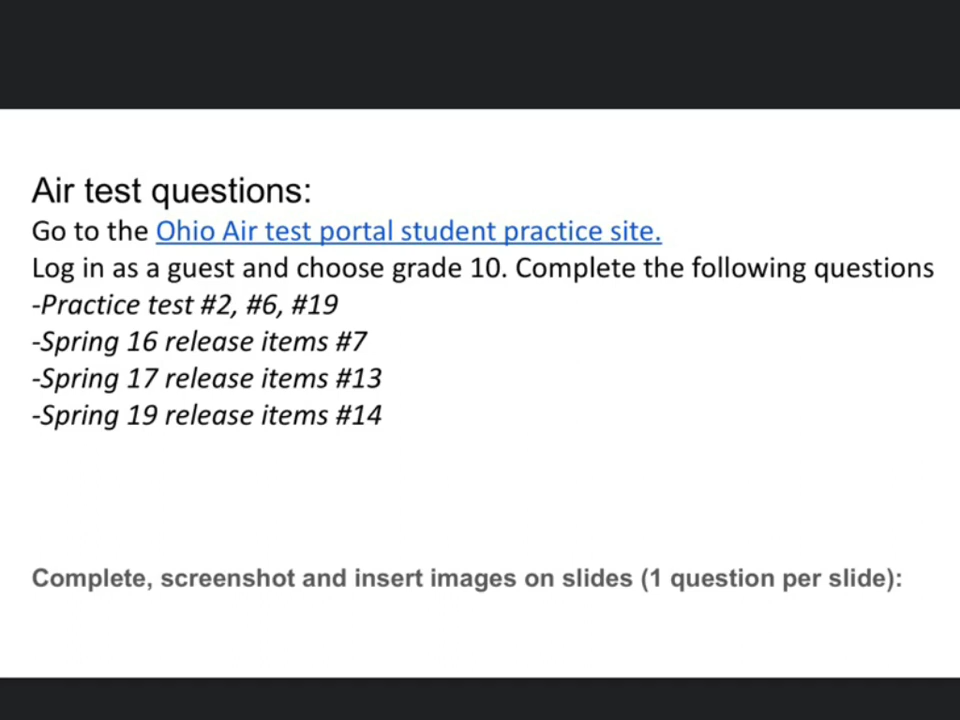 Air test questions:
Go to the Ohio Air test portal student practice site.
Log in as a guest and choose grade 10. Complete the following questions
-Practice test #2, #6, #19
-Spring 16 release items #7
-Spring 17 release items #13
-Spring 19 release items #14
Complete, screenshot and insert images on slides (1 question per slide):